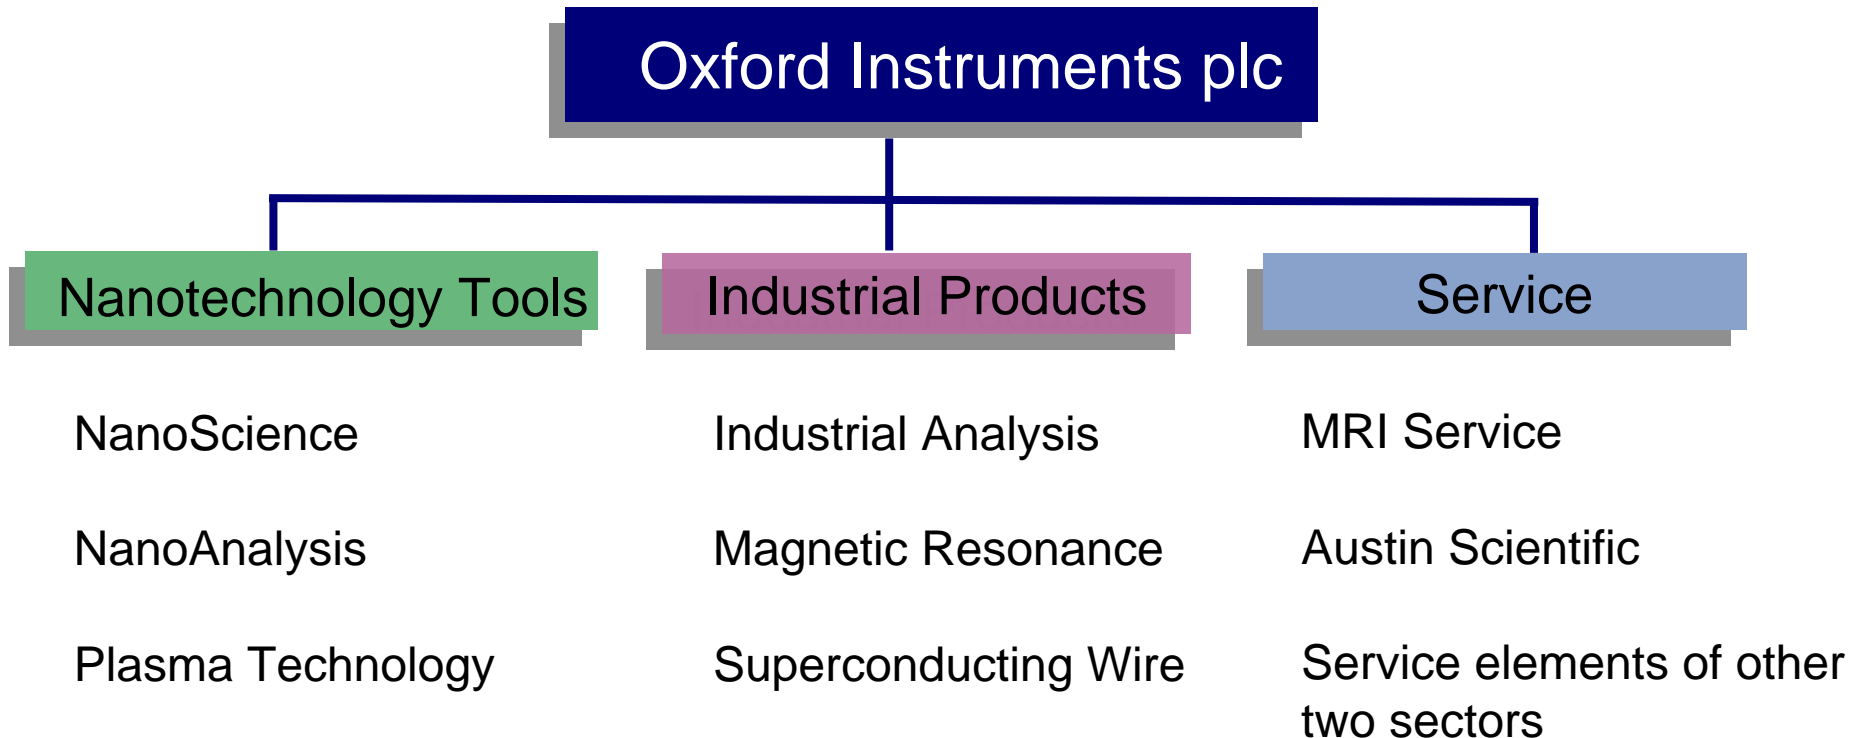 Oxford Instruments plc
Nanotechnology Tools
Industrial Products
Service
NanoScience
Industrial Analysis
MRI Service
NanoAnalysis
Magnetic Resonance
Austin Scientific
Plasma Technology
Superconducting Wire
Service elements of other
two sectors